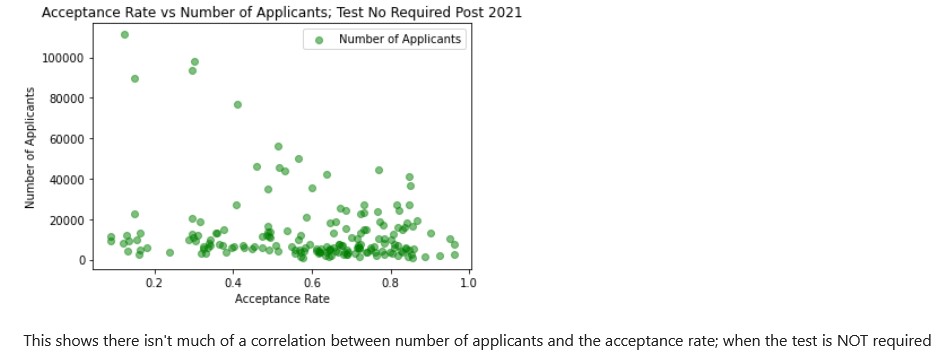 Acceptance Rate vs Number of Applicants; Test No Required Post 2021
Number of Applicants
100000
80000
60000
40000
20000
0
Number of Applicants
0.2 0.4 0.6 0.8 1.0
Acceptance Rate
This shows there isn't much of a correlation between number of applicants and the acceptance rate; when the test is NOT required